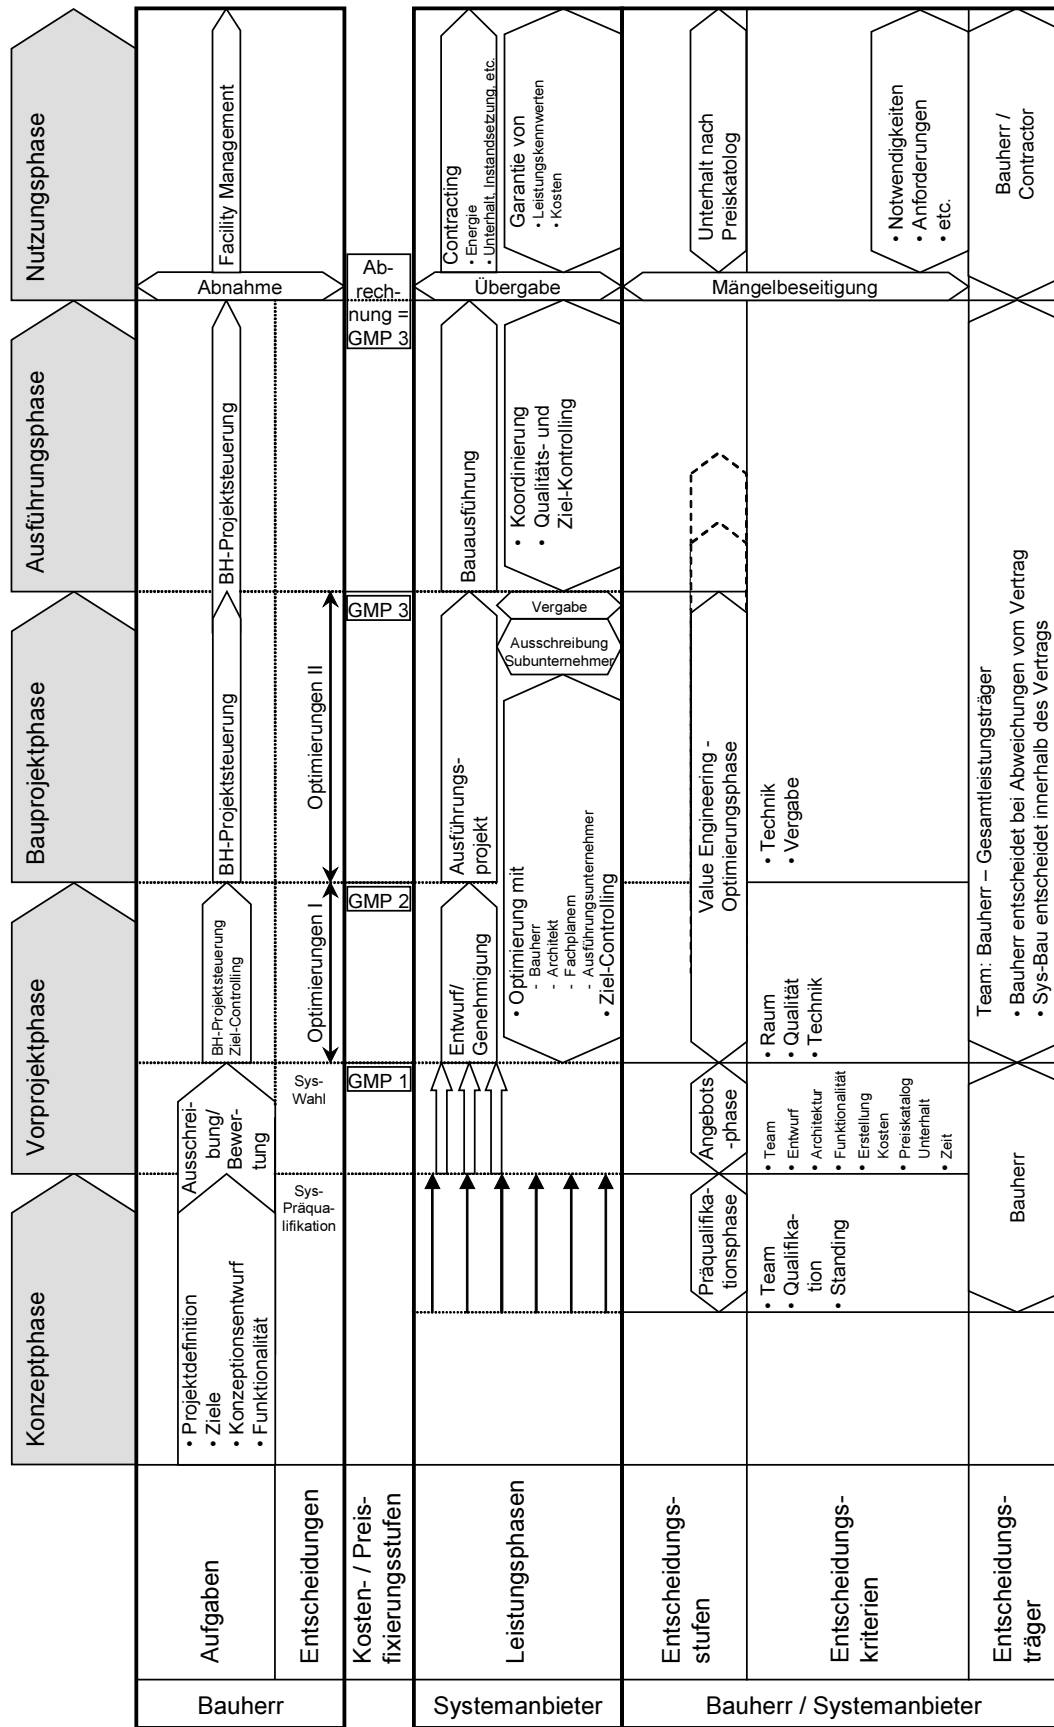 Konzeptphase
Vorprojektphase
Bauprojektphase
Ausführungsphase
Nutzungsphase
Bauherr
Aufgaben
• Projektdefinition
• Ziele
• Konzeptionsentwurf
• Funktionalität
Ausschrei-
bung/
Bewer-
tung
BH-Projektsteuerung
Ziel-Controlling
BH-Projektsteuerung
BH-Projektsteuerung
Abnahme
Facility Management
Entscheidungen
Sys-
Präqua-
lifikation
Sys-
Wahl
Optimierungen I
Optimierungen II
Kosten- / Preis-
fixierungsstufen
GMP 1
GMP 2
GMP 3
Ab-
rech-
nung =
GMP 3
Systemanbieter
Leistungsphasen
Entwurf/
Genehmigung
Ausführungs-
projekt
Bauausführung
Übergabe
Contracting
• Energie
• Unterhalt, Instandsetzung, etc.
• Optimierung mit
- Bauherr
- Architekt
- Fachplanern
- Ausführungsunternehmer
• Ziel-Controlling
Ausschreibung
Subunternehmer
Vergabe
• Koordinierung
• Qualitäts- und
Ziel-Kontrolling
Garantie von
• Leistungskennwerten
• Kosten
Bauherr / Systemanbieter
Entscheidungs-
stufen
Präqualifika-
tionsphase
Angebots
-phase
Value Engineering -
Optimierungsphase
Mängelbeseitigung
Unterhalt nach
Preiskatolog
Entscheidungs-
kriterien
• Team
• Qualifika-
tion
• Standing
• Team
• Entwurf
• Architektur
• Funktionalität
• Erstellung
Kosten
• Preiskatalog
Unterhalt
• Zeit
• Raum
• Qualität
• Technik
• Technik
• Vergabe
• Notwendigkeiten
• Anforderungen
• etc.
Entscheidungs-
träger
Bauherr
Team: Bauherr – Gesamtleistungsträger
• Bauherr entscheidet bei Abweichungen vom Vertrag
• Sys-Bau entscheidet innerhalb des Vertrags
Bauherr /
Contractor